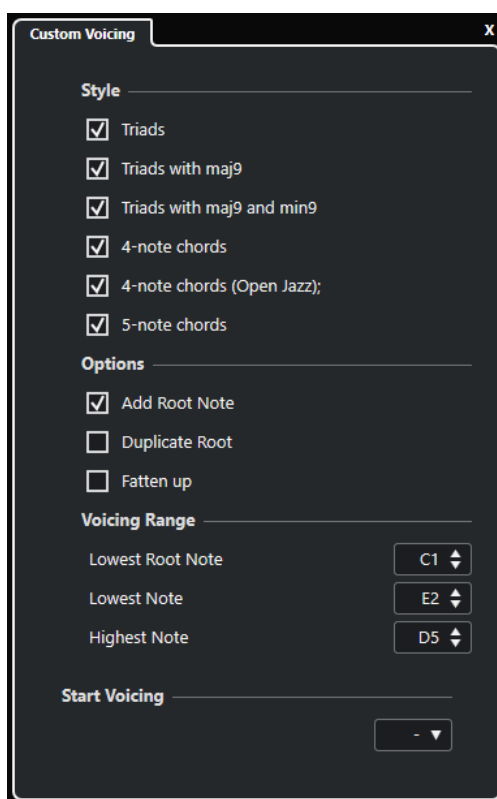 Custom Voicing
x
Style
Triads
Triads with maj9
Triads with maj9 and min9
4-note chords
4-note chords (Open Jazz);
5-note chords
Options
Add Root Note
Duplicate Root
Fatten up
Voicing Range
Lowest Root Note C1
Lowest Note E2
Highest Note D5
Start Voicing
-